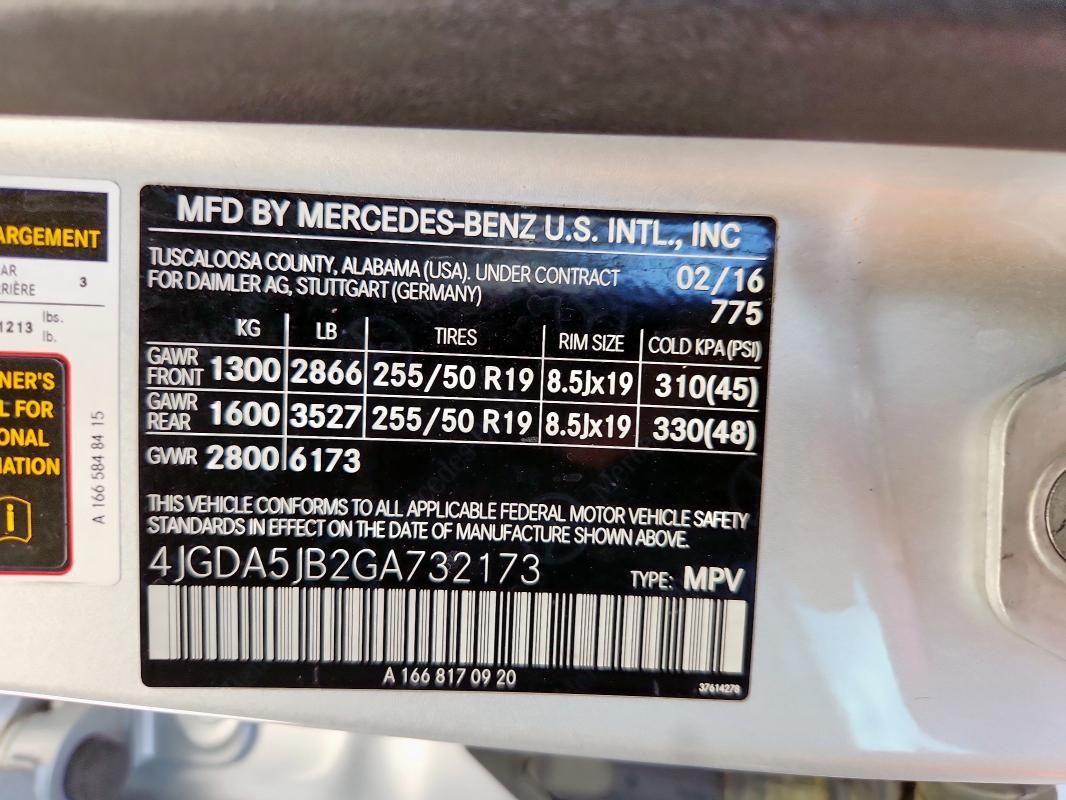 ARGEMENT
AR
RIÈRE
3
1213
lbs.
lb.
NER'S
L FOR
ONAL
MATION
A 166 584 84 15
MFD BY MERCEDES-BENZ U.S. INTL., INC
TUSCALOOSA COUNTY, ALABAMA (USA). UNDER CONTRACT
FOR DAIMLER AG, STUTTGART (GERMANY)
02/16
775
KG LB TIRES RIM SIZE COLD KPA(PSI)
GAWR FRONT 1300 2866 255/50 R19 8.5Jx19 310(45)
GAWR REAR 1600 3527 255/50 R19 8.5Jx19 330(48)
GVWR 2800 6173
THIS VEHICLE CONFORMS TO ALL APPLICABLE FEDERAL MOTOR VEHICLE SAFETY
STANDARDS IN EFFECT ON THE DATE OF MANUFACTURE SHOWN ABOVE.
4JGDA5JB2GA732173 TYPE: MPV
A 166 817 09 20
37614278